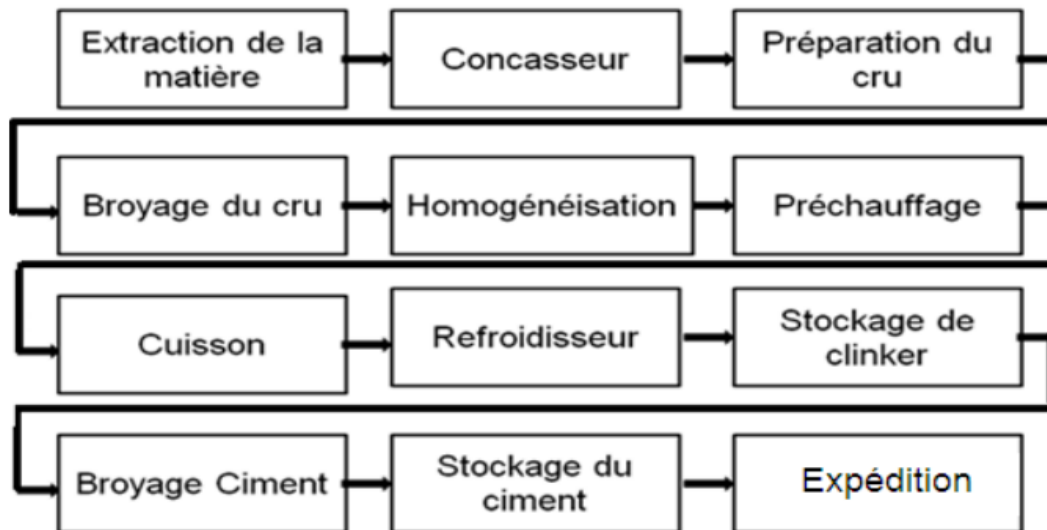 Extraction de la
matière
Concasseur
Préparation du
cru
Broyage du cru
Homogénéisation
Préchauffage
Cuisson
Refroidisseur
Stockage de
clinker
Broyage Ciment
Stockage du
ciment
Expédition